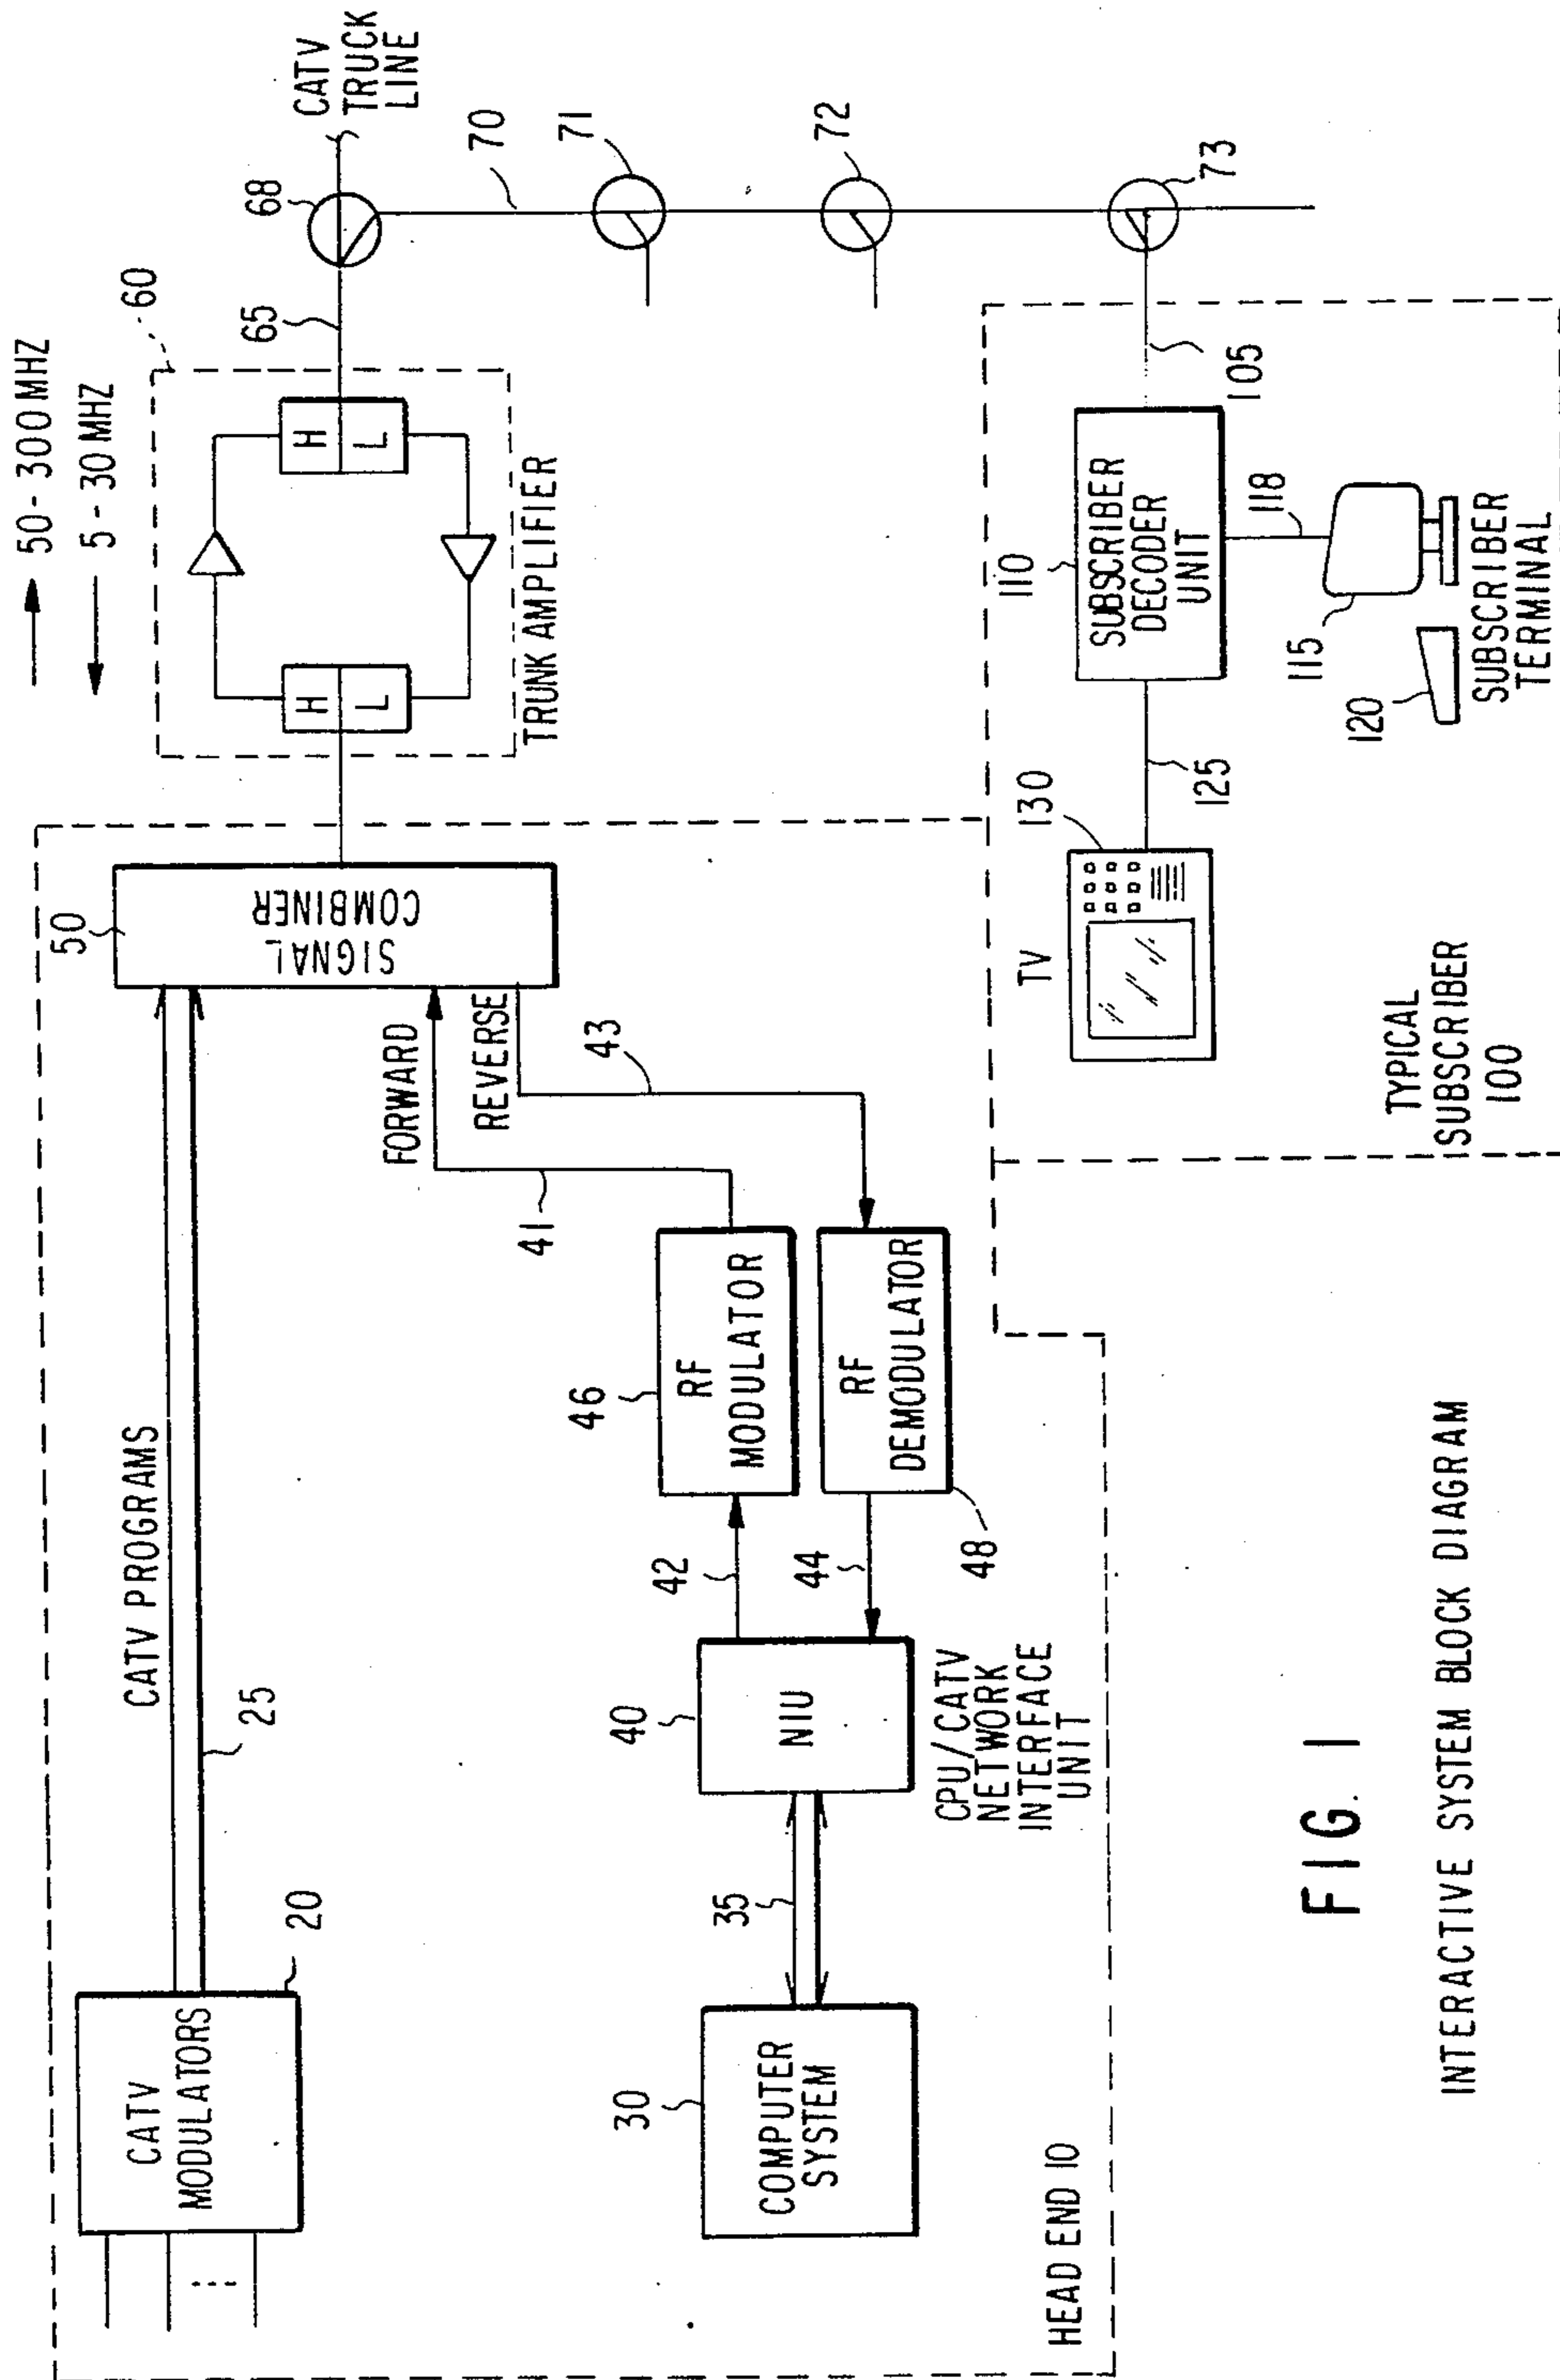 50-300 MHZ
5-30 MHZ
60
CATV
TRUCK
LINE
68
65
70
71
72
73
TRUNK AMPLIFIER
H
L
H
L
50
SIGNAL
COMBINER
CATV PROGRAMS
25
20
CATV
MODULATORS
FORWARD
REVERSE
41
43
46
RF
MODULATOR
RF
DEMODULATOR
48
42
44
40
NIU
CPU/CATV
NETWORK
INTERFACE
UNIT
35
30
COMPUTER
SYSTEM
HEAD END 10
105
110
SUBSCRIBER
DECODER
UNIT
118
115
120
SUBSCRIBER
TERMINAL
125
130
TV
TYPICAL
SUBSCRIBER
100
FIG. 1
INTERACTIVE SYSTEM BLOCK DIAGRAM